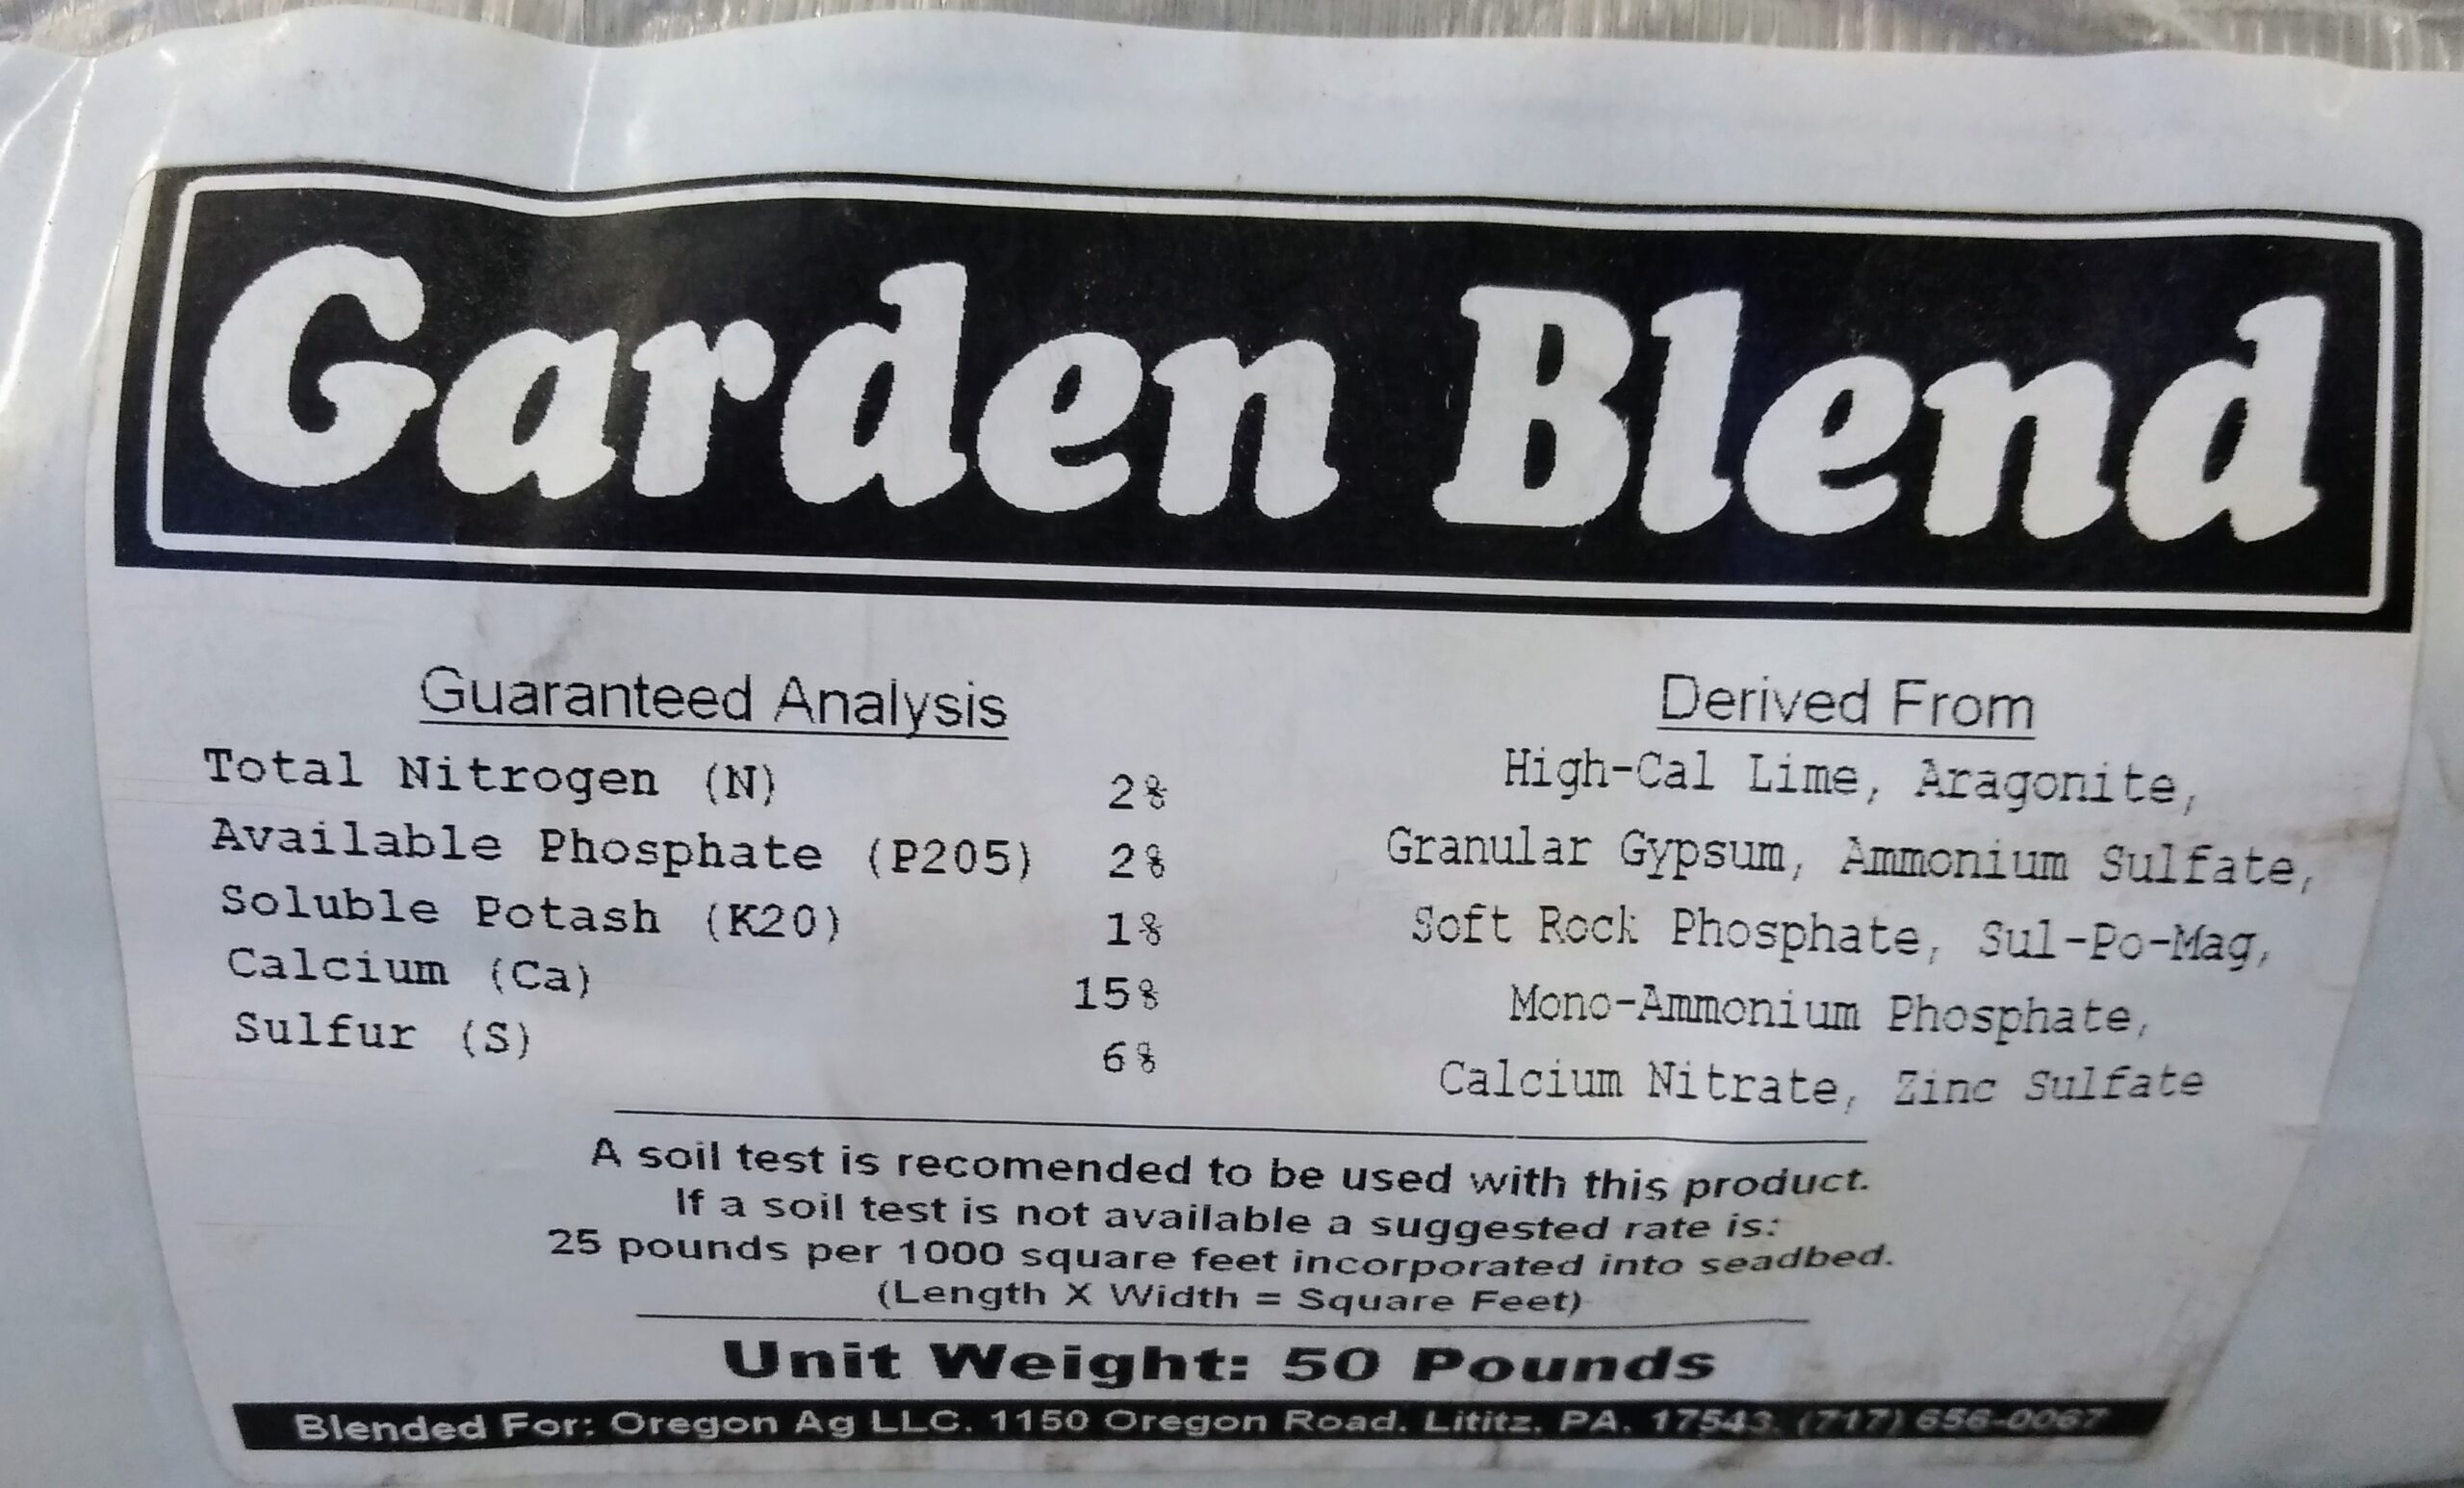 Garden Blend
Guaranteed Analysis
Total Nitrogen (N) 2%
Available Phosphate (P205) 2%
Soluble Potash (K20) 1%
Calcium (Ca) 15%
Sulfur (S) 6%
Derived From
High-Cal Lime, Aragonite,
Granular Gypsum, Ammonium Sulfate,
Soft Rock Phosphate, Sul-Po-Mag,
Mono-Ammonium Phosphate,
Calcium Nitrate, Zinc Sulfate
A soil test is recomended to be used with this product.
If a soil test is not available a suggested rate is:
25 pounds per 1000 square feet incorporated into seadbed.
(Length X Width = Square Feet)
Unit Weight: 50 Pounds
Blended For: Oregon Ag LLC. 1150 Oregon Road. Lititz, PA. 17543. (717) 656-0067